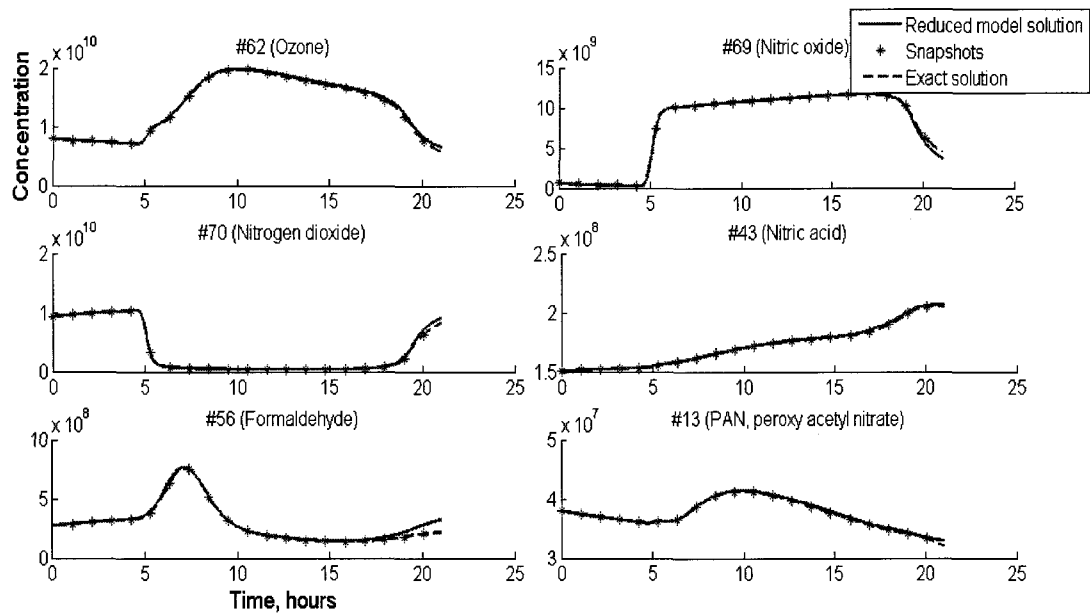 Reduced model solution
Snapshots
Exact solution
#62 (Ozone)
x 10^10
Concentration
2
1
0
0 5 10 15 20 25
#69 (Nitric oxide)
x 10^9
15
10
5
0
0 5 10 15 20 25
#70 (Nitrogen dioxide)
x 10^10
2
1
0
0 5 10 15 20 25
#43 (Nitric acid)
x 10^8
2.5
2
1.5
0 5 10 15 20 25
#56 (Formaldehyde)
x 10^8
10
5
0
0 5 10 15 20 25
Time, hours
#13 (PAN, peroxy acetyl nitrate)
x 10^7
5
4
3
0 5 10 15 20 25